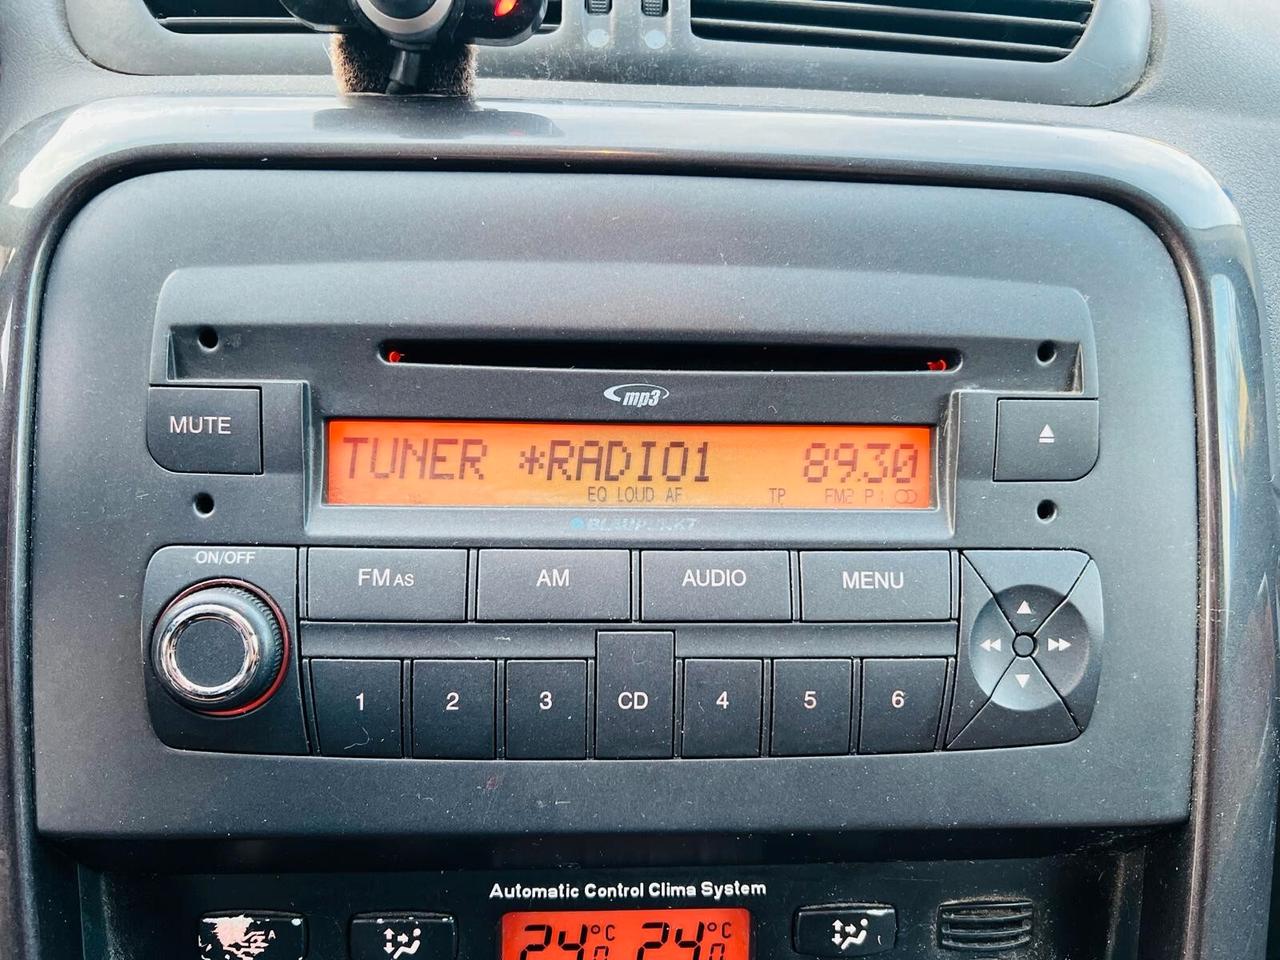 mp3
MUTE
TUNER *RADIO1 89.30
EQ LOUD AF TP FM2 P1
BLAUPUNKT
ON/OFF
FM AS AM AUDIO MENU
1 2 3 CD 4 5 6
Automatic Control Clima System
24°C 24°C